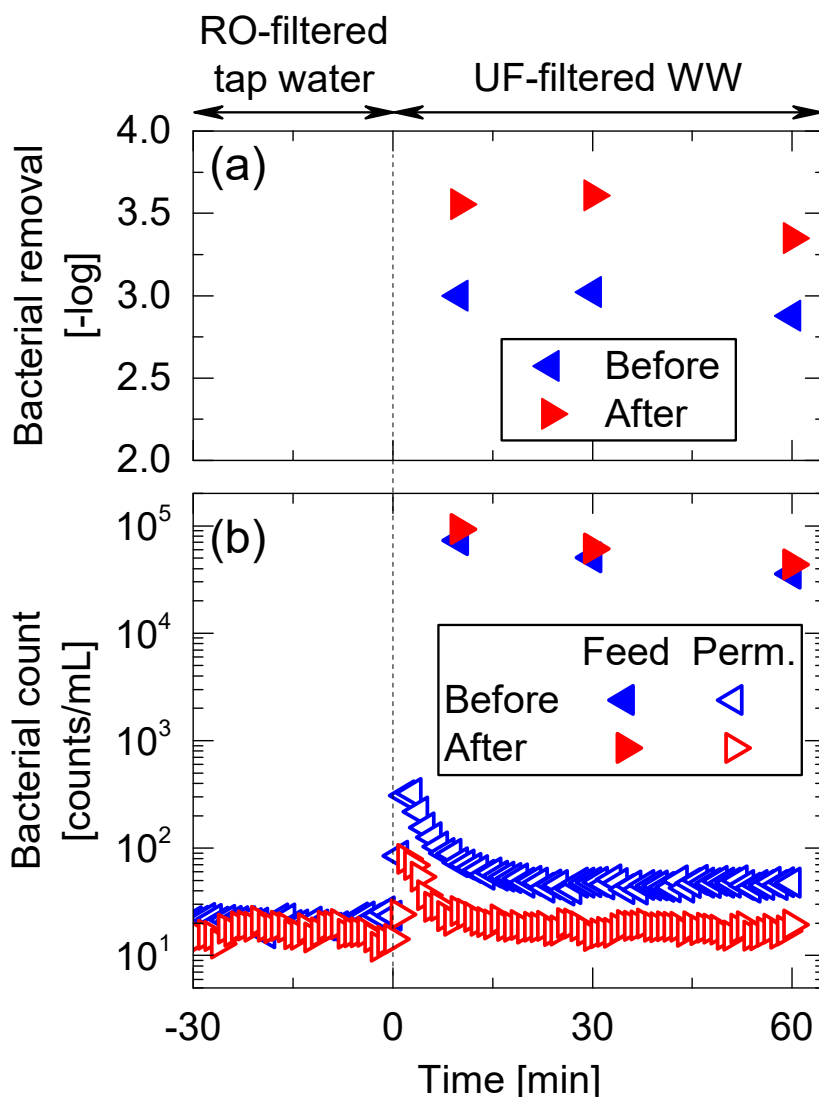 RO-filtered
tap water
UF-filtered WW
(a)
Bacterial removal
[-log]
4.0
3.5
3.0
2.5
2.0
Before
After
(b)
Bacterial count
[counts/mL]
10^5
10^4
10^3
10^2
10^1
Feed Perm.
Before
After
-30 0 30 60
Time [min]